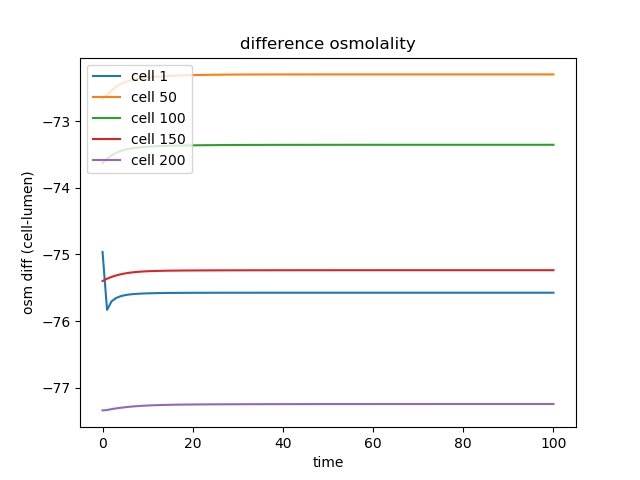 difference osmolality
cell 1
cell 50
cell 100
cell 150
cell 200
osm diff (cell-lumen)
−73
−74
−75
−76
−77
0 20 40 60 80 100
time